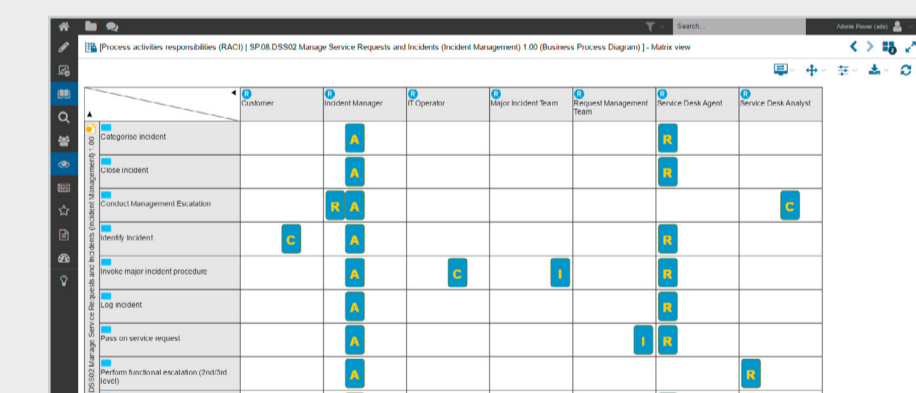 Search...
Adonis Power (ado)
[Process activities responsibilities (RACI) | SP.08.DSS02 Manage Service Requests and Incidents (Incident Management) 1.00 (Business Process Diagram) ] - Matrix view
R R R R R R R
Customer
Incident Manager
IT Operator
Major Incident Team
Request Management
Team
Service Desk Agent
Service Desk Analyst
DSS02 Manage Service Requests and Incidents (Incident Management) 1.00
Categorise incident
A R
Close incident
A R
Conduct Management Escalation
R A C
Identify Incident
C A R
Invoke major incident procedure
A C I R
Log incident
A R
Pass on service request
A I R
Perform functional escalation (2nd/3rd
level)
A R